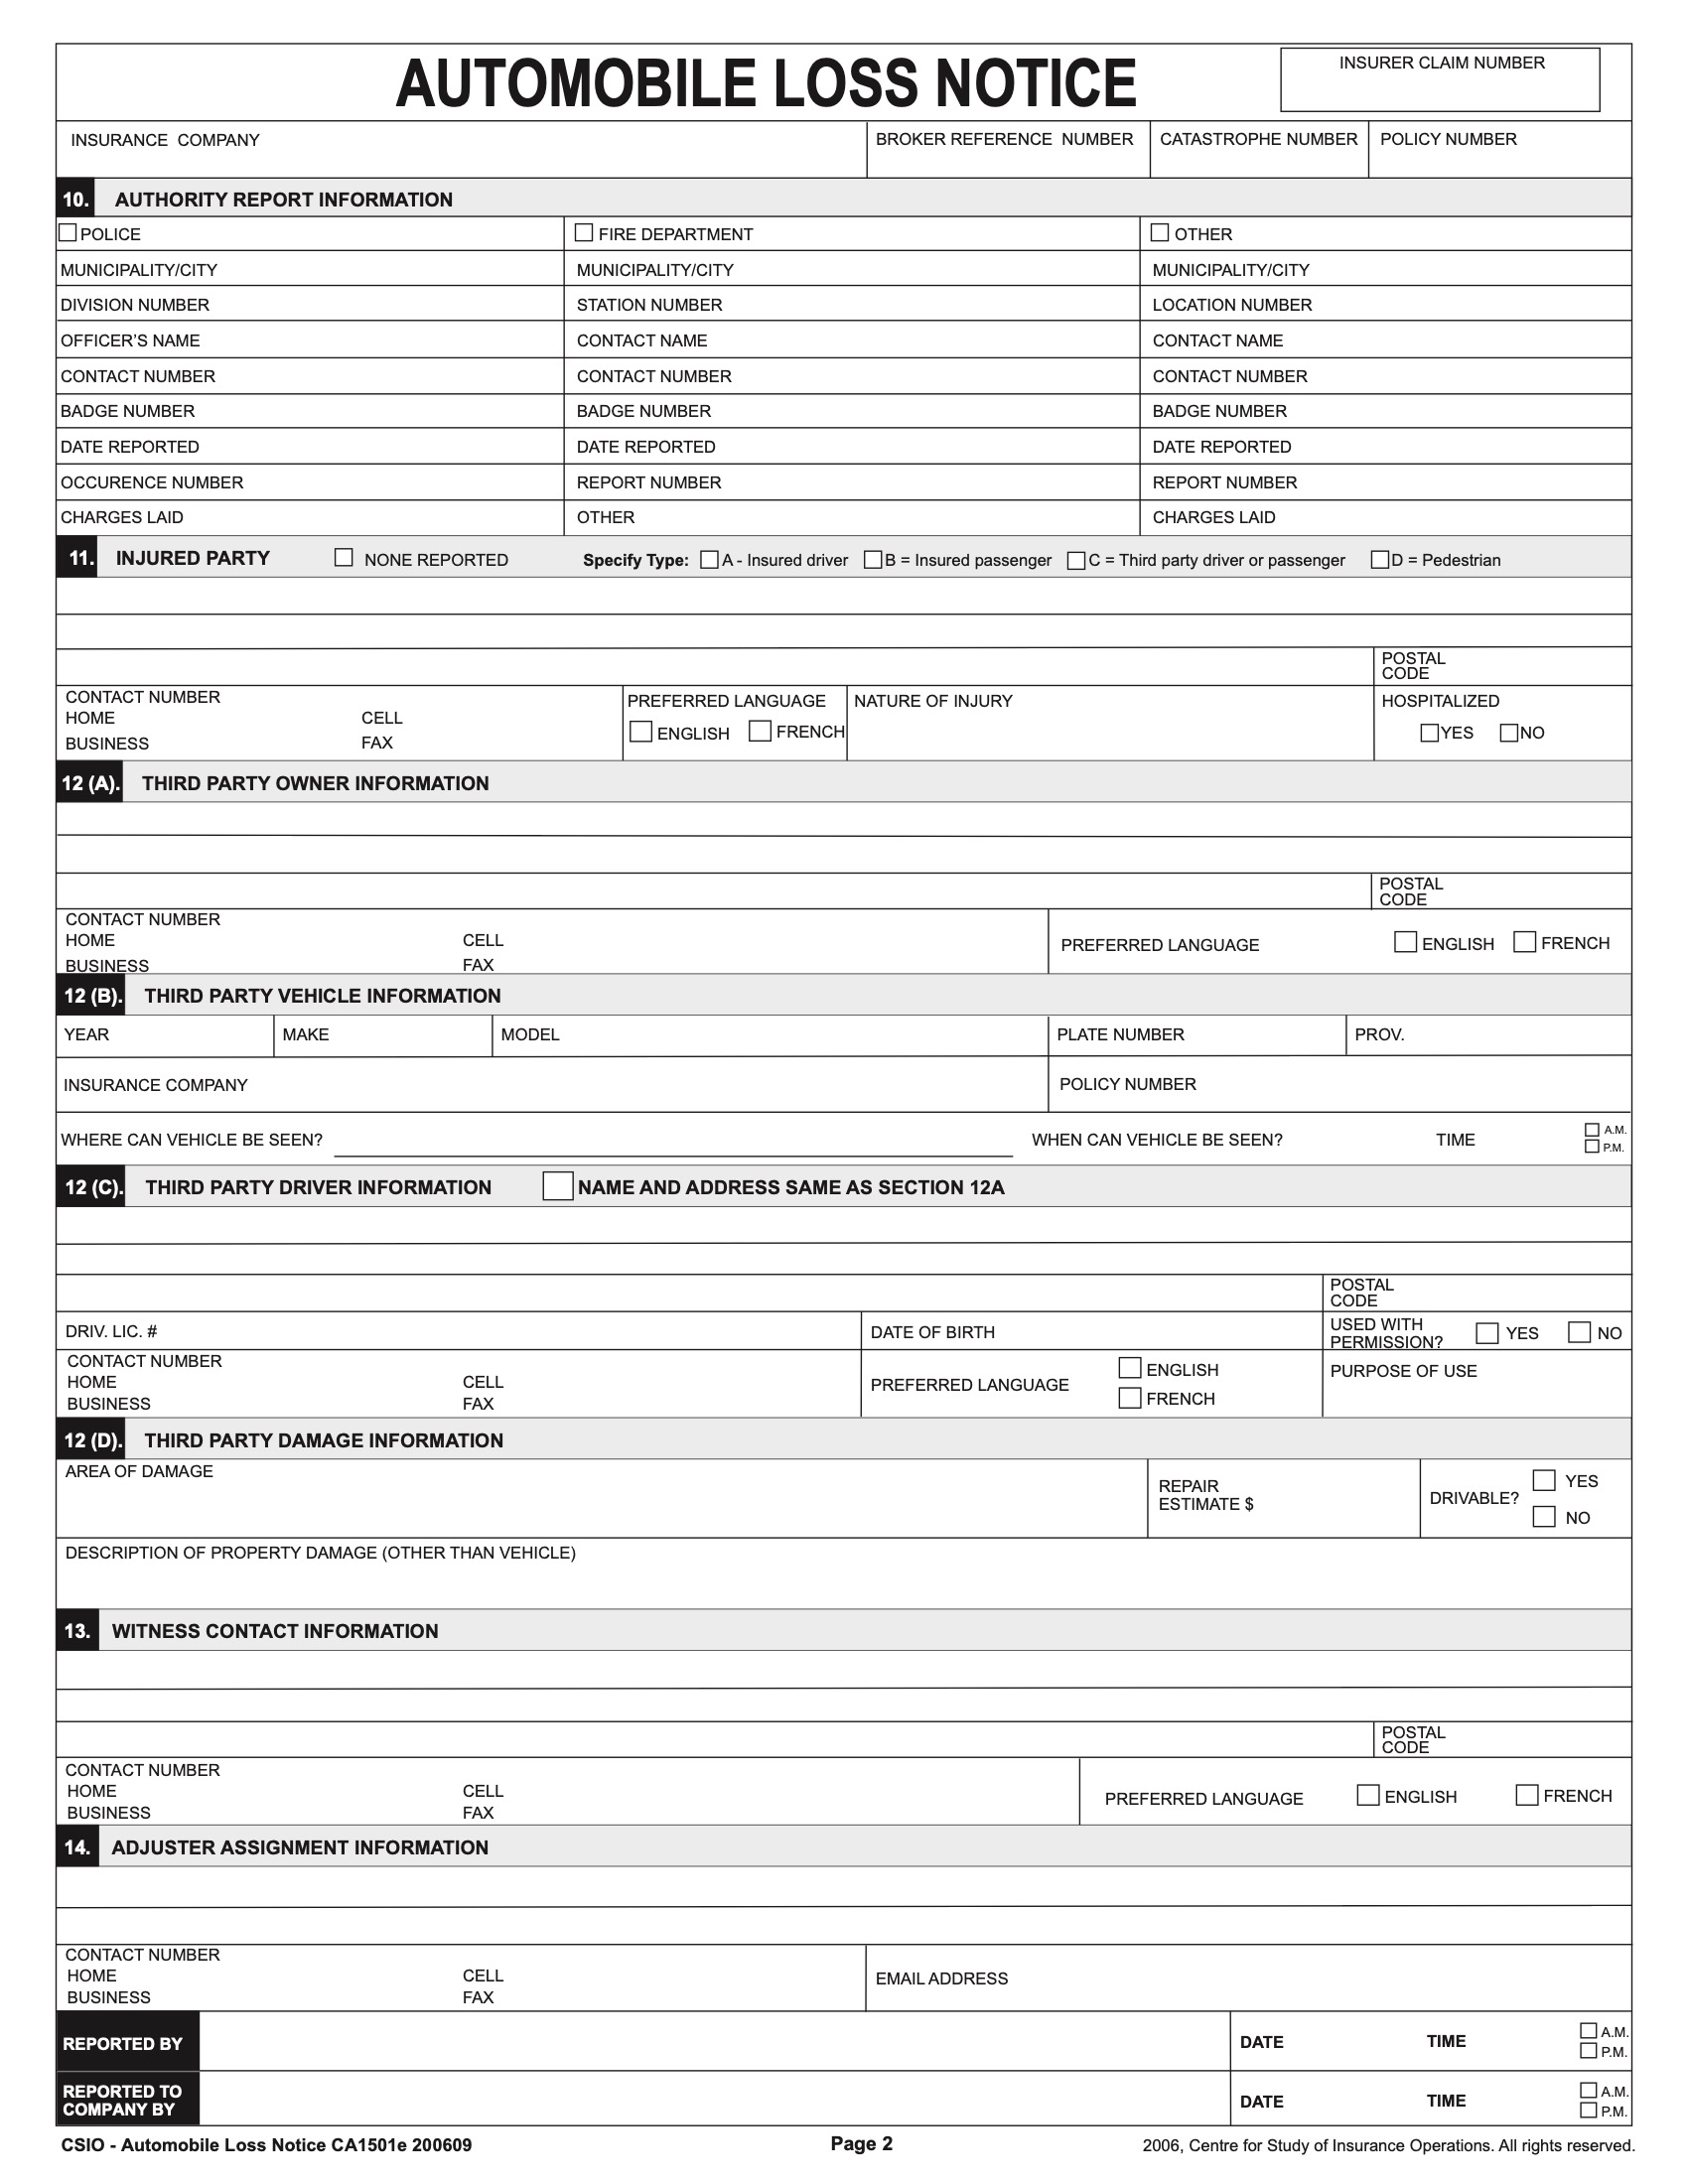 AUTOMOBILE LOSS NOTICE
INSURER CLAIM NUMBER
INSURANCE COMPANY BROKER REFERENCE NUMBER CATASTROPHE NUMBER POLICY NUMBER
10. AUTHORITY REPORT INFORMATION
POLICE FIRE DEPARTMENT OTHER
MUNICIPALITY/CITY MUNICIPALITY/CITY MUNICIPALITY/CITY
DIVISION NUMBER STATION NUMBER LOCATION NUMBER
OFFICER'S NAME CONTACT NAME CONTACT NAME
CONTACT NUMBER CONTACT NUMBER CONTACT NUMBER
BADGE NUMBER BADGE NUMBER BADGE NUMBER
DATE REPORTED DATE REPORTED DATE REPORTED
OCCURENCE NUMBER REPORT NUMBER REPORT NUMBER
CHARGES LAID OTHER CHARGES LAID
11. INJURED PARTY NONE REPORTED Specify Type: A - Insured driver B = Insured passenger C = Third party driver or passenger D = Pedestrian
POSTAL
CODE
CONTACT NUMBER PREFERRED LANGUAGE NATURE OF INJURY HOSPITALIZED
HOME CELL ENGLISH FRENCH YES NO
BUSINESS FAX
12 (A). THIRD PARTY OWNER INFORMATION
POSTAL
CODE
CONTACT NUMBER
HOME CELL PREFERRED LANGUAGE ENGLISH FRENCH
BUSINESS FAX
12 (B). THIRD PARTY VEHICLE INFORMATION
YEAR MAKE MODEL PLATE NUMBER PROV.
INSURANCE COMPANY POLICY NUMBER
WHERE CAN VEHICLE BE SEEN? WHEN CAN VEHICLE BE SEEN? TIME A.M.
P.M.
12 (C). THIRD PARTY DRIVER INFORMATION NAME AND ADDRESS SAME AS SECTION 12A
POSTAL
CODE
DRIV. LIC. # DATE OF BIRTH USED WITH
PERMISSION? YES NO
CONTACT NUMBER
HOME CELL PREFERRED LANGUAGE ENGLISH PURPOSE OF USE
BUSINESS FAX FRENCH
12 (D). THIRD PARTY DAMAGE INFORMATION
AREA OF DAMAGE REPAIR
ESTIMATE $ DRIVABLE? YES
NO
DESCRIPTION OF PROPERTY DAMAGE (OTHER THAN VEHICLE)
13. WITNESS CONTACT INFORMATION
POSTAL
CODE
CONTACT NUMBER
HOME CELL PREFERRED LANGUAGE ENGLISH FRENCH
BUSINESS FAX
14. ADJUSTER ASSIGNMENT INFORMATION
CONTACT NUMBER
HOME CELL EMAIL ADDRESS
BUSINESS FAX
REPORTED BY DATE TIME A.M.
P.M.
REPORTED TO
COMPANY BY DATE TIME A.M.
P.M.
CSIO - Automobile Loss Notice CA1501e 200609 Page 2 2006, Centre for Study of Insurance Operations. All rights reserved.